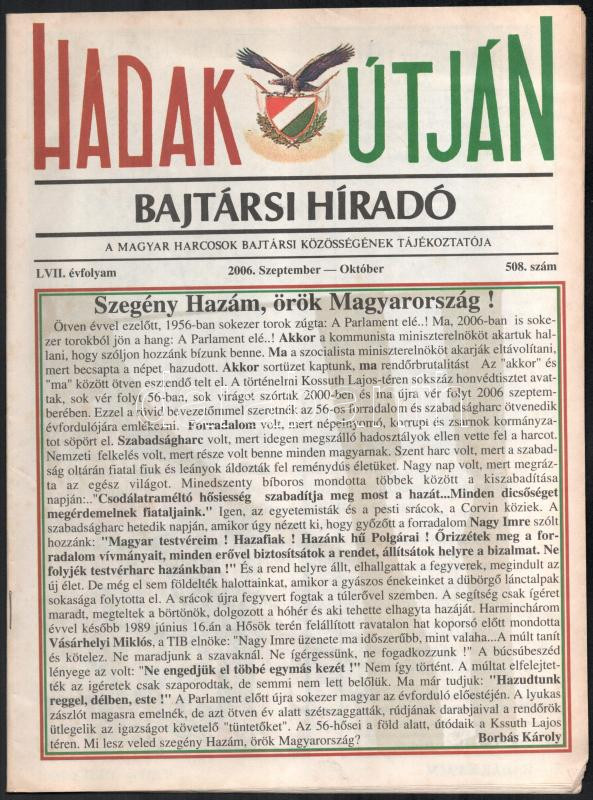 HADAK ÚTJÁN
BAJTÁRSI HÍRADÓ
A MAGYAR HARCOSOK BAJTÁRSI KÖZÖSSÉGÉNEK TÁJÉKOZTATÓJA
LVII. évfolyam 2006. Szeptember — Október 508. szám
Szegény Hazám, örök Magyarország !
Ötven évvel ezelőtt, 1956-ban sokezer torok zúgta: A Parlament elé..! Ma, 2006-ban is soke-
zer torokból jön a hang: A Parlament elé..! Akkor a kommunista miniszterelnököt akartuk hal-
lani, hogy szóljon hozzánk bízunk benne. Ma a szocialista miniszterelnököt akarják eltávolítani,
mert becsapta a népet hazudott. Akkor sortüzet kaptunk, ma rendőrbrutalitást Az "akkor" és
"ma" között ötven esztendő telt el. A történelmi Kossuth Lajos-téren sokszáz honvédtisztet avat-
tak, sok vér folyt 56-ban, sok virágot szórtak 2000-ben és ma újra vér folyt 2006 szeptem-
berében. Ezzel a rövid bevezetőmmel szeretnék az 56-os forradalom és szabadságharc ötvenedik
évfordulójára emlékezni. Forradalom volt, mert népelnyomó, korrupt és zsarnok kormányza-
tot söpört el. Szabadságharc volt, mert idegen megszálló hadosztályok ellen vette fel a harcot.
Nemzeti felkelés volt, mert része volt benne minden magyarnak. Szent harc volt, mert a szabad-
ság oltárán fiatal fiuk és leányok áldozták fel reménydús életüket. Nagy nap volt, mert megráz-
ta az egész világot. Minedszenty bíboros mondotta többek között a kiszabadítása
napján:.."Csodálatraméltó hősiesség szabadítja meg most a hazát...Minden dicsőséget
megérdemelnek fiataljaink." Igen, az egyetemisták és a pesti srácok, a Corvin köziek. A
szabadságharc hetedik napján, amikor úgy nézett ki, hogy győzött a forradalom Nagy Imre szólt
hozzánk: "Magyar testvéreim ! Hazafiak ! Hazánk hű Polgárai ! Őrizzétek meg a for-
radalom vívmányait, minden erővel biztosítsátok a rendet, állítsátok helyre a bizalmat. Ne
folyjék testvérharc hazánkban !" És a rend helyre állt, elhallgattak a fegyverek, megindult az
új élet. De még el sem földelték halottainkat, amikor a gyászos énekeinket a dübörgő lánctalpak
sokasága folytotta el. A srácok újra fegyvert fogtak a túlerővel szemben. A segítség csak ígéret
maradt, megteltek a börtönök, dolgozott a hóhér és aki tehette elhagyta hazáját. Harminchárom
évvel később 1989 június 16.án a Hősök terén felállított ravatalon hat koporsó előtt mondotta
Vásárhelyi Miklós, a TIB elnöke: "Nagy Imre üzenete ma időszerűbb, mint valaha...A múlt tanít
és kötelez. Ne maradjunk a szavaknál. Ne ígérgessünk, ne fogadkozzunk !" A búcsúbeszéd
lényege az volt: "Ne engedjük el többé egymás kezét !" Nem így történt. A múltat elfelejtet-
ték az igéretek csak szaporodtak, de semmi nem lett belőlük. Ma már tudjuk: "Hazudtunk
reggel, délben, este !" A Parlament előtt újra sokezer magyar az évforduló előestéjén. A lyukas
zászlót magasra emelnék, de azt ötven év alatt szétszaggatták, rúdjának darabjaival a rendőrök
ütlegelik az igazságot követelő "tüntetőket". Az 56-hősei a föld alatt, útódaik a Kssuth Lajos
téren. Mi lesz veled szegény Hazám, örök Magyarország? Borbás Károly